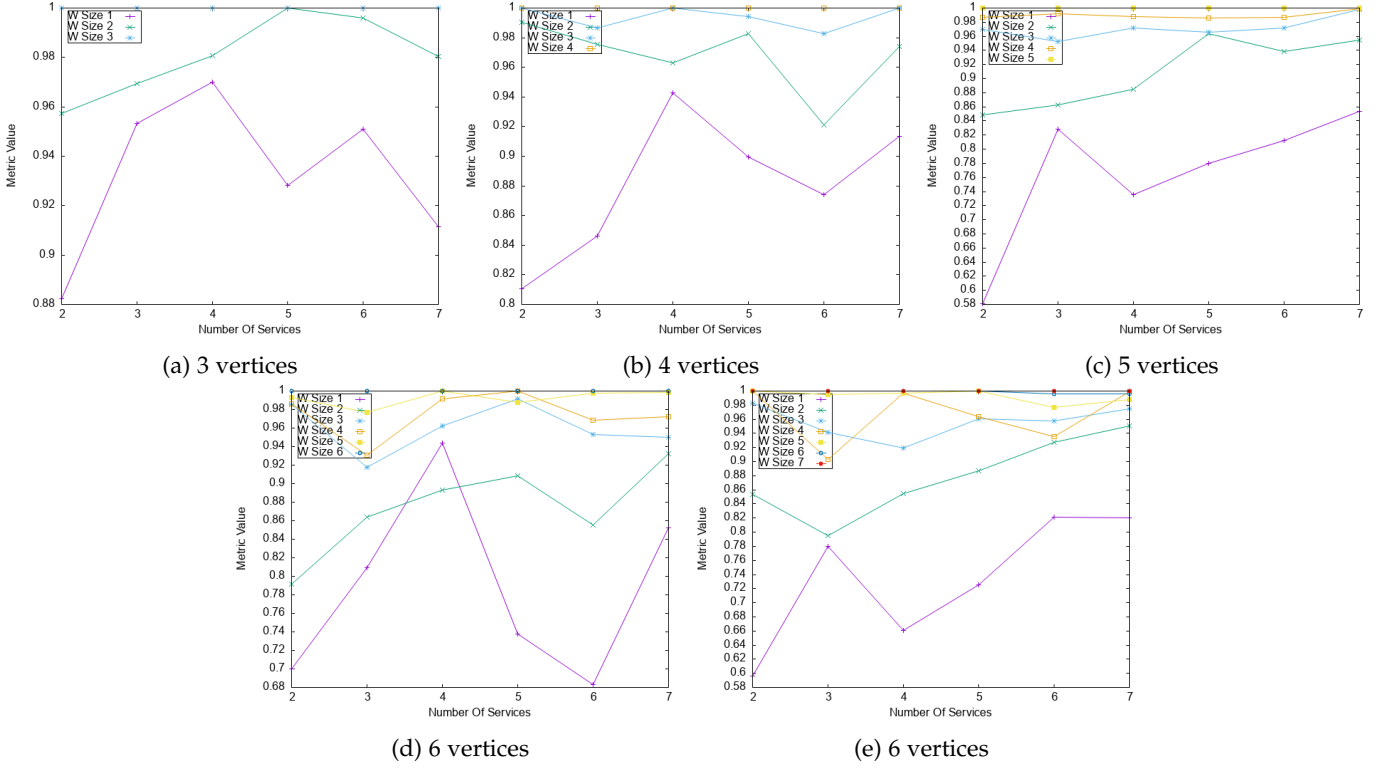 W Size 1
W Size 2
W Size 3
1
0.98
0.96
0.94
0.92
0.9
0.88
Metric Value
2 3 4 5 6 7
Number Of Services
(a) 3 vertices
W Size 1
W Size 2
W Size 3
W Size 4
1
0.98
0.96
0.94
0.92
0.9
0.88
0.86
0.84
0.82
0.8
Metric Value
2 3 4 5 6 7
Number Of Services
(b) 4 vertices
W Size 1
W Size 2
W Size 3
W Size 4
W Size 5
1
0.98
0.96
0.94
0.92
0.9
0.88
0.86
0.84
0.82
0.8
0.78
0.76
0.74
0.72
0.7
0.68
0.66
0.64
0.62
0.6
0.58
Metric Value
2 3 4 5 6 7
Number Of Services
(c) 5 vertices
W Size 1
W Size 2
W Size 3
W Size 4
W Size 5
W Size 6
1
0.98
0.96
0.94
0.92
0.9
0.88
0.86
0.84
0.82
0.8
0.78
0.76
0.74
0.72
0.7
0.68
Metric Value
2 3 4 5 6 7
Number Of Services
(d) 6 vertices
W Size 1
W Size 2
W Size 3
W Size 4
W Size 5
W Size 6
W Size 7
1
0.98
0.96
0.94
0.92
0.9
0.88
0.86
0.84
0.82
0.8
0.78
0.76
0.74
0.72
0.7
0.68
0.66
0.64
0.62
0.6
0.58
Metric Value
2 3 4 5 6 7
Number Of Services
(e) 6 vertices